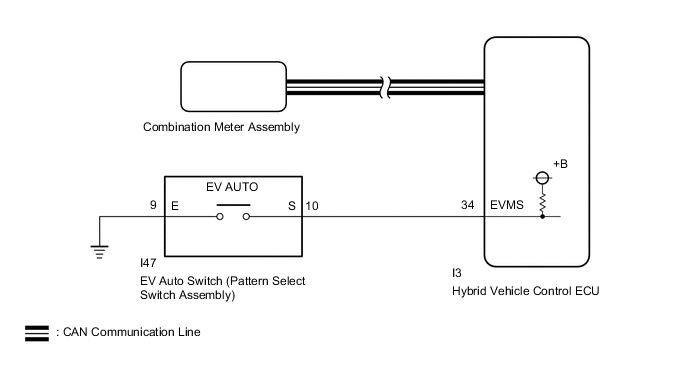 Combination Meter Assembly
+B
EV AUTO
9 E S 10
34 EVMS
I47
EV Auto Switch (Pattern Select
Switch Assembly)
I3
Hybrid Vehicle Control ECU
: CAN Communication Line